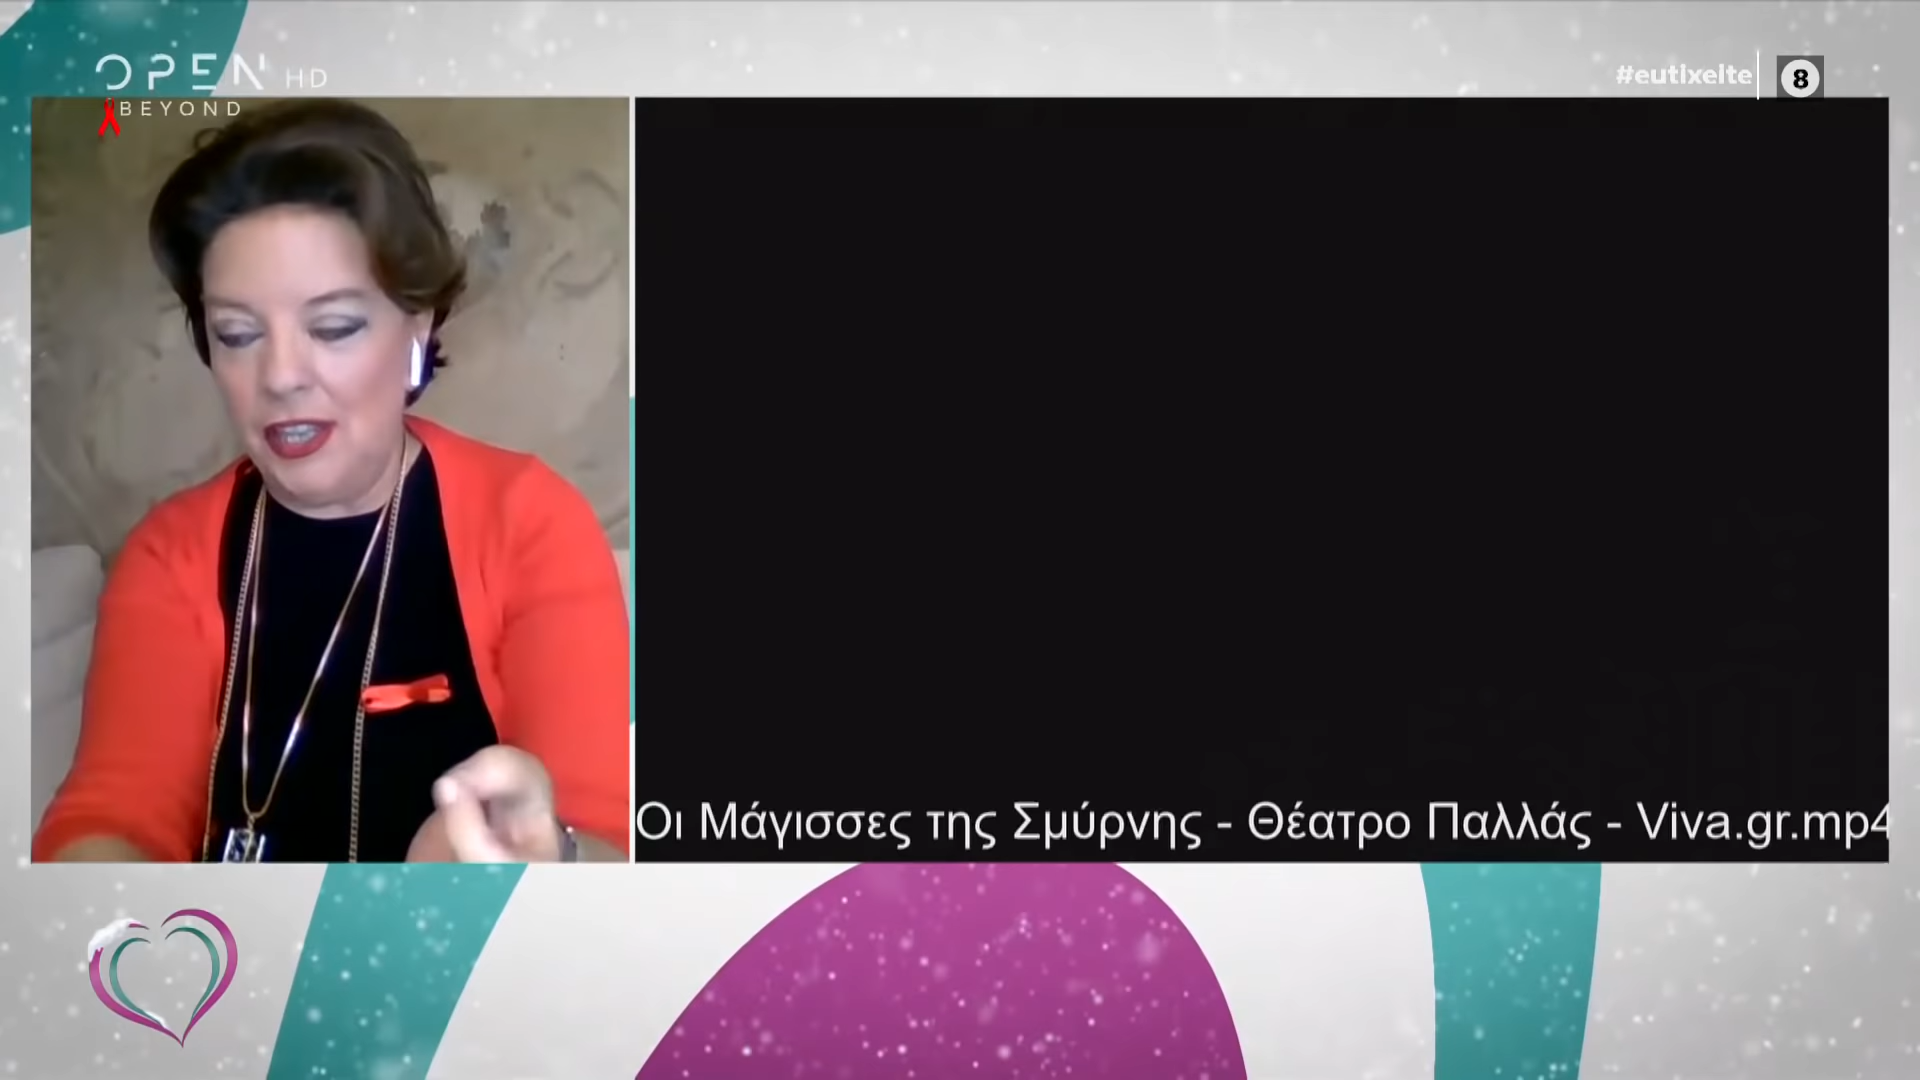 OPEN HD
BEYOND
#eutixeite
8
Οι Μάγισσες της Σμύρνης - Θέατρο Παλλάς - Viva.gr.mp4